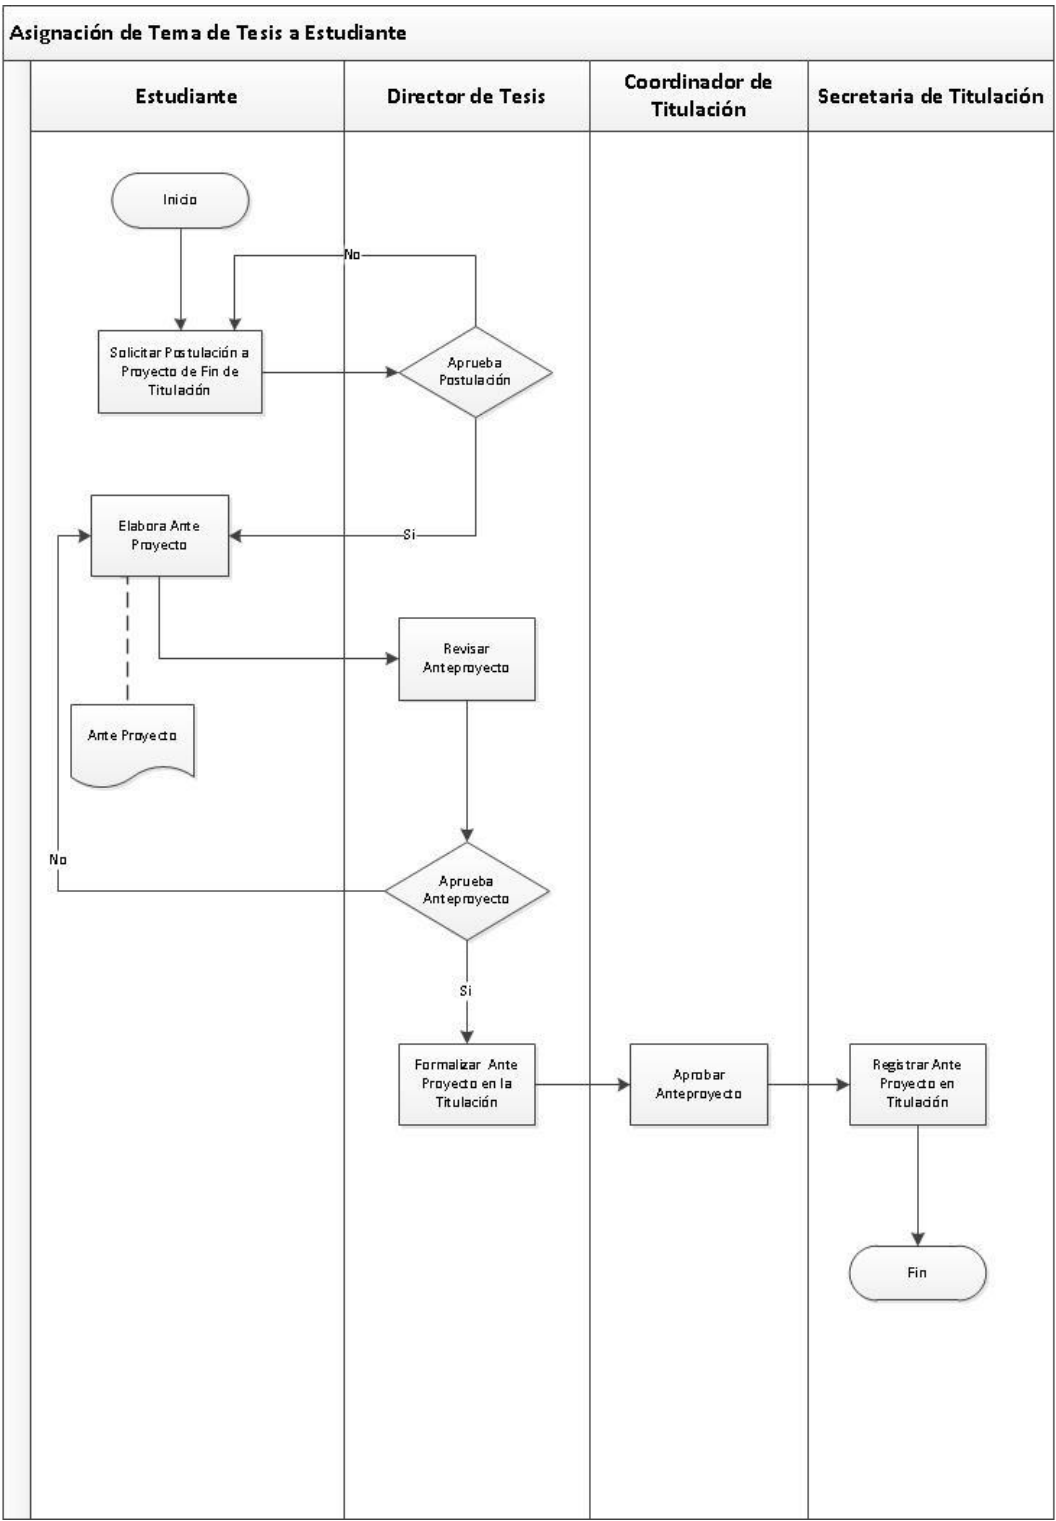 Asignación de Tema de Tesis a Estudiante
Estudiante
Director de Tesis
Coordinador de
Titulación
Secretaria de Titulación
Inicio
No
Solicitar Postulación a
Proyecto de Fin de
Titulación
Aprueba
Postulación
Elabora Ante
Proyecto
Si
Revisar
Anteproyecto
Ante Proyecto
No
Aprueba
Anteproyecto
Si
Formalizar Ante
Proyecto en la
Titulación
Aprobar
Anteproyecto
Registrar Ante
Proyecto en
Titulación
Fin